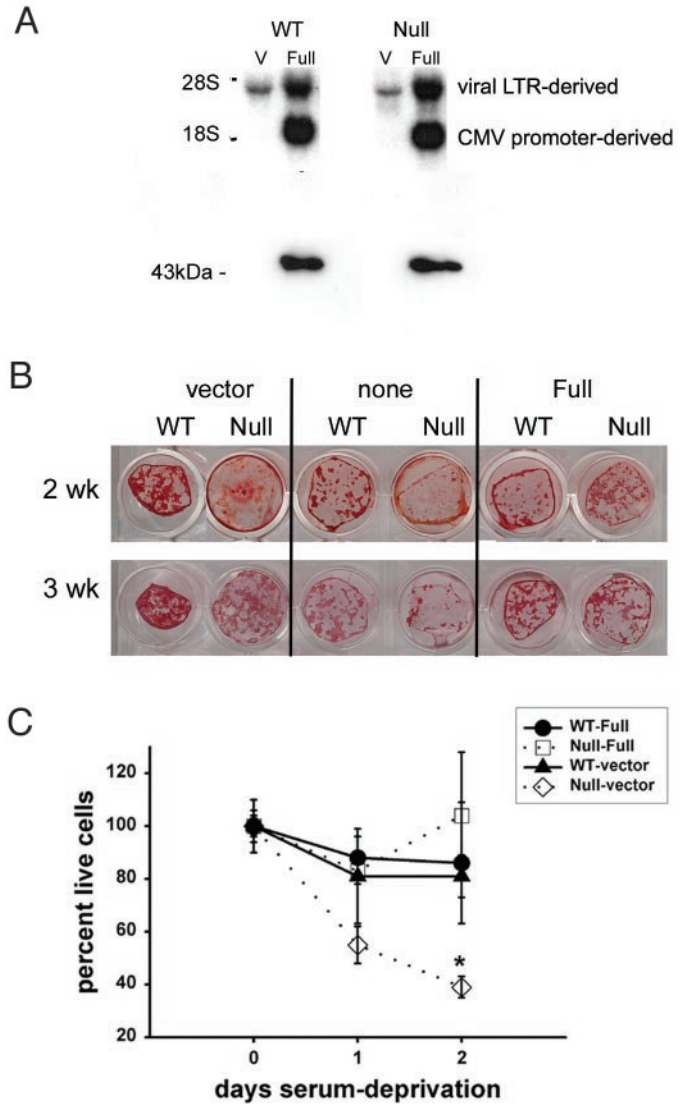 A
WT Null
V Full V Full
28S - viral LTR-derived
18S - CMV promoter-derived
43kDa -
B
vector none Full
WT Null WT Null WT Null
2 wk
3 wk
C
WT-Full
Null-Full
WT-vector
Null-vector
120
100
80
60
40
20
*
0 1 2
percent live cells
days serum-deprivation